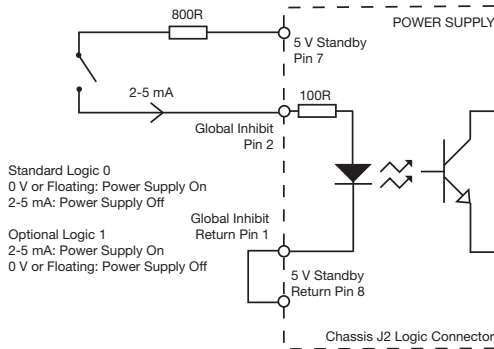 800R
POWER SUPPLY
5 V Standby
Pin 7
2-5 mA
100R
Global Inhibit
Pin 2
Standard Logic 0
0 V or Floating: Power Supply On
2-5 mA: Power Supply Off
Optional Logic 1
2-5 mA: Power Supply On
0 V or Floating: Power Supply Off
Global Inhibit
Return Pin 1
5 V Standby
Return Pin 8
Chassis J2 Logic Connector